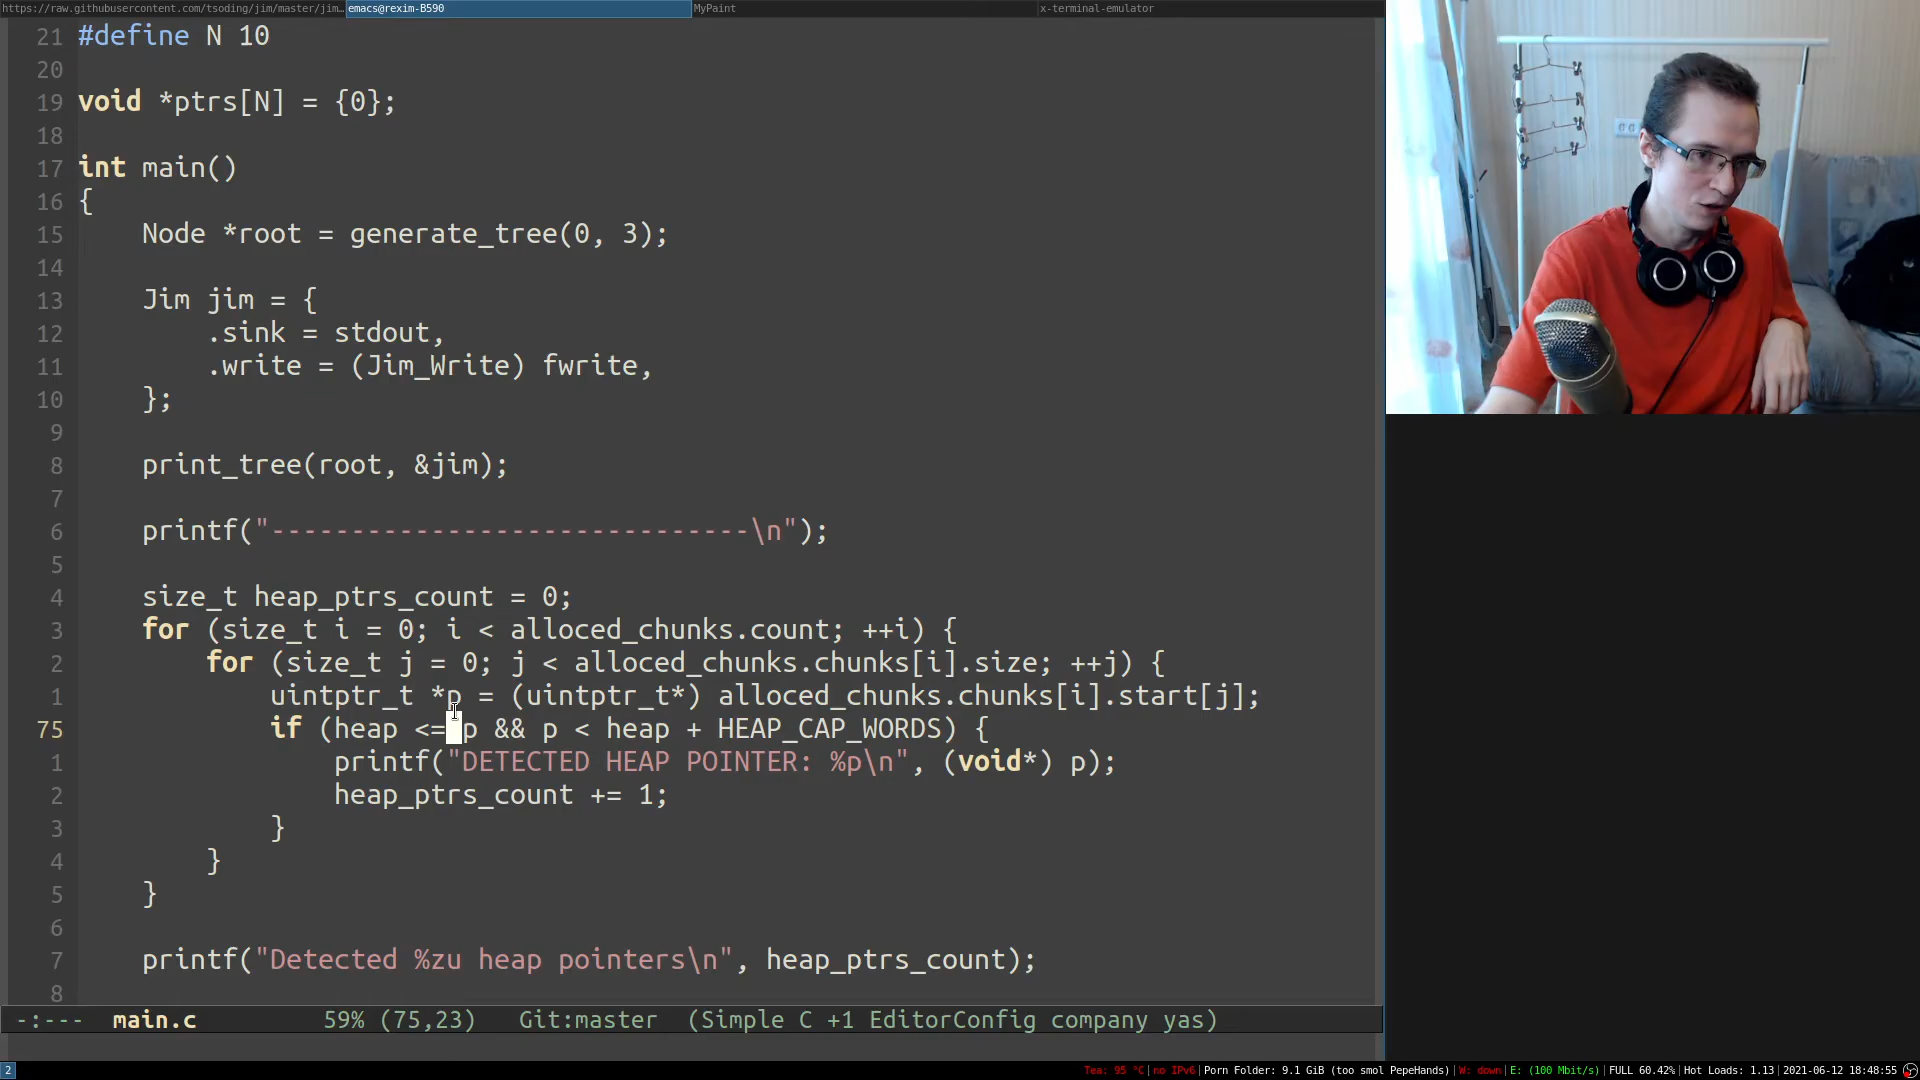 https://raw.githubusercontent.com/tsoding/jim/master/jim… emacs@rexim-B590 MyPaint x-terminal-emulator
21 #define N 10
20
19 void *ptrs[N] = {0};
18
17 int main()
16 {
15 Node *root = generate_tree(0, 3);
14
13 Jim jim = {
12 .sink = stdout,
11 .write = (Jim_Write) fwrite,
10 };
9
8 print_tree(root, &jim);
7
6 printf("------------------------------\n");
5
4 size_t heap_ptrs_count = 0;
3 for (size_t i = 0; i < alloced_chunks.count; ++i) {
2 for (size_t j = 0; j < alloced_chunks.chunks[i].size; ++j) {
1 uintptr_t *p = (uintptr_t*) alloced_chunks.chunks[i].start[j];
75 if (heap <= p && p < heap + HEAP_CAP_WORDS) {
1 printf("DETECTED HEAP POINTER: %p\n", (void*) p);
2 heap_ptrs_count += 1;
3 }
4 }
5 }
6
7 printf("Detected %zu heap pointers\n", heap_ptrs_count);
8
-:--- main.c 59% (75,23) Git:master (Simple C +1 EditorConfig company yas)
2 Tea: 95 °C|no IPv6|Porn Folder: 9.1 GiB (too smol PepeHands)|W: down|E: (100 Mbit/s)|FULL 60.42%|Hot Loads: 1.13|2021-06-12 18:48:55